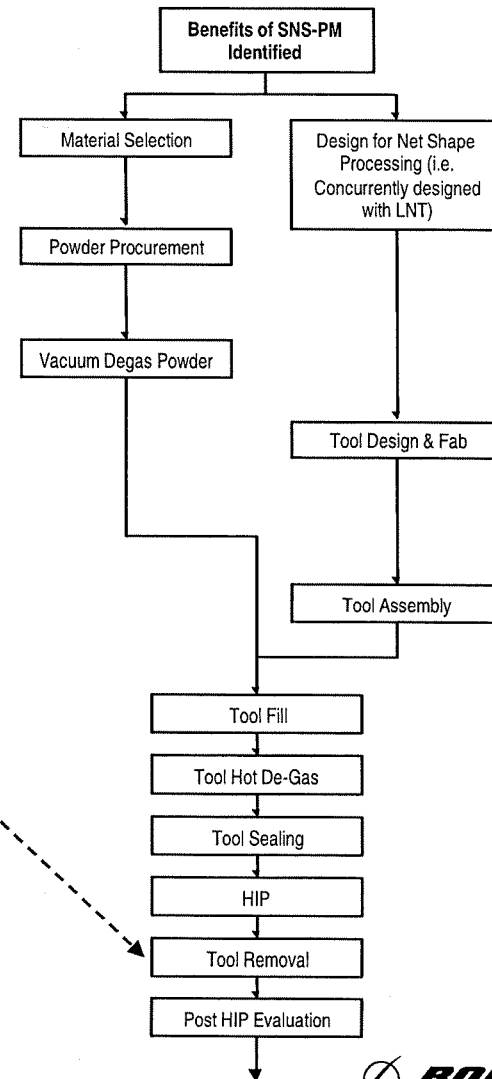 Benefits of SNS-PM
Identified
Material Selection
Design for Net Shape
Processing (i.e.
Concurrently designed
with LNT)
Powder Procurement
Vacuum Degas Powder
Tool Design & Fab
Tool Assembly
Tool Fill
Tool Hot De-Gas
Tool Sealing
HIP
Tool Removal
Post HIP Evaluation